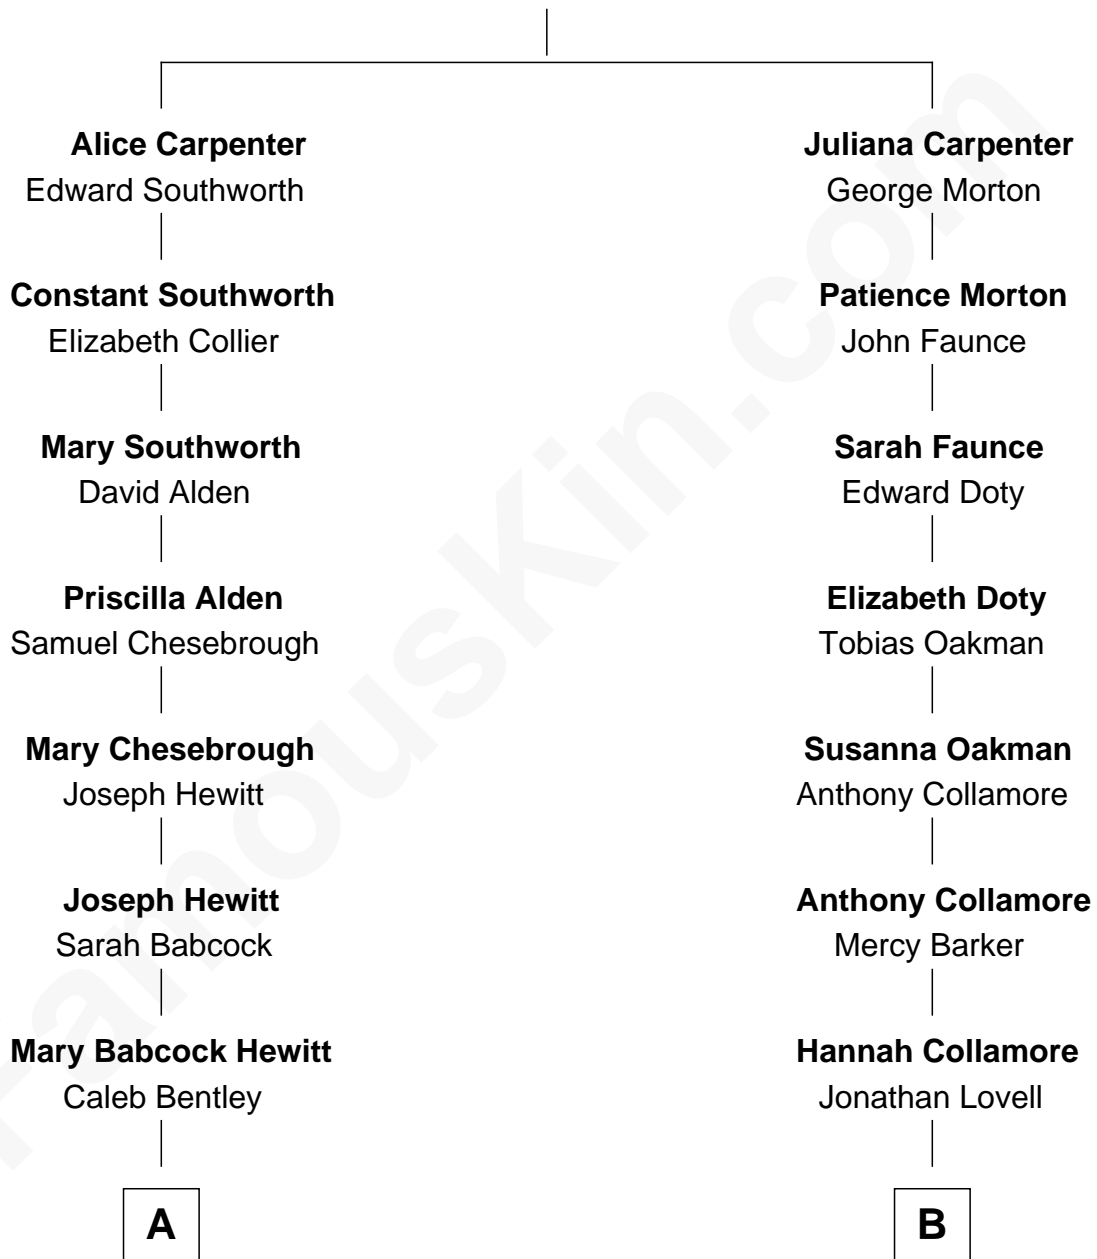 Alice Carpenter
Edward Southworth
Constant Southworth
Elizabeth Collier
Mary Southworth
David Alden
Priscilla Alden
Samuel Chesebrough
Mary Chesebrough
Joseph Hewitt
Joseph Hewitt
Sarah Babcock
Mary Babcock Hewitt
Caleb Bentley
A
Juliana Carpenter
George Morton
Patience Morton
John Faunce
Sarah Faunce
Edward Doty
Elizabeth Doty
Tobias Oakman
Susanna Oakman
Anthony Collamore
Anthony Collamore
Mercy Barker
Hannah Collamore
Jonathan Lovell
B
FamousKin.com